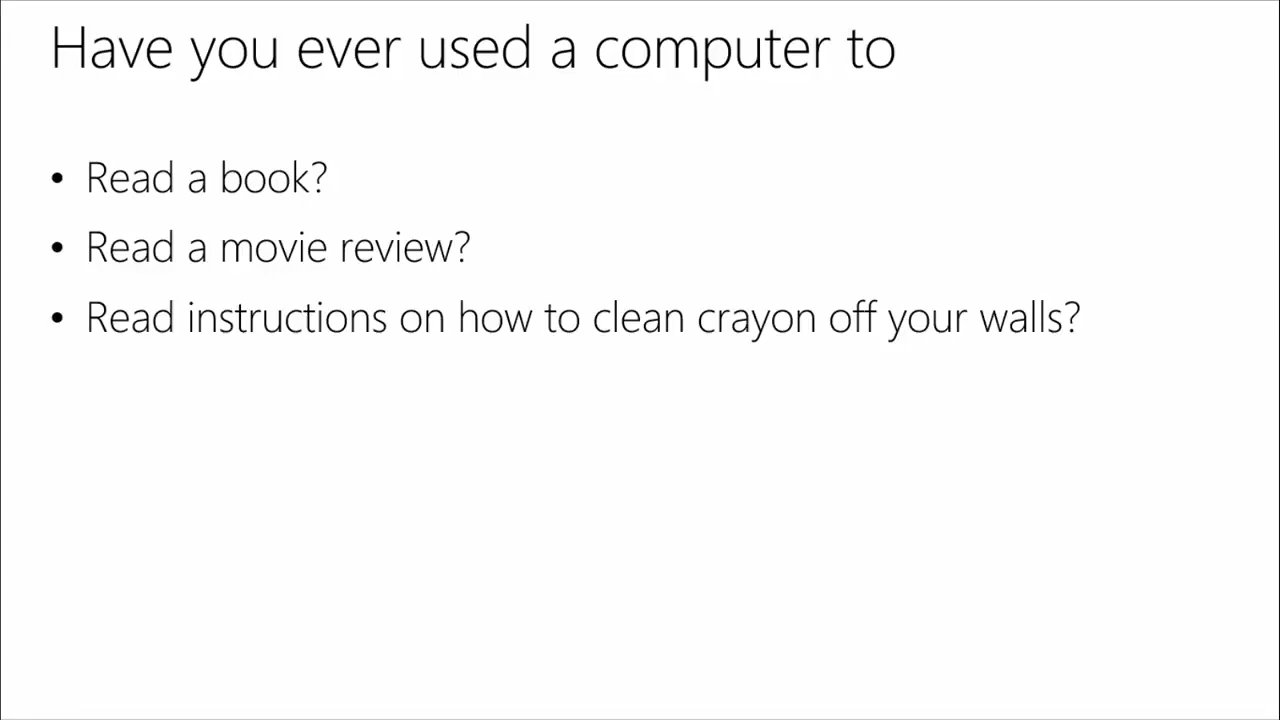 Have you ever used a computer to
• Read a book?
• Read a movie review?
• Read instructions on how to clean crayon off your walls?